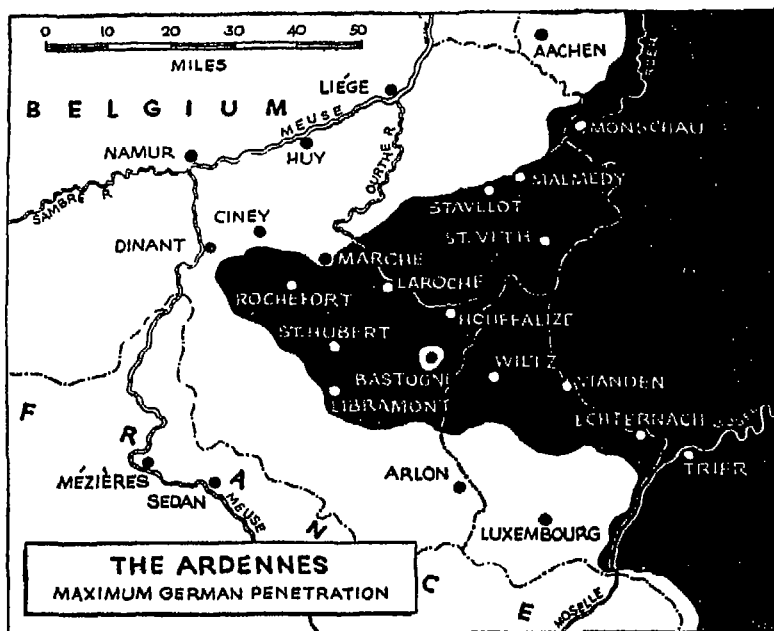 0 10 20 30 40 50
MILES
AACHEN
LIÉGE
BELGIUM
MEUSE
HUY
NAMUR
OURTHE R.
MONSCHAU
SAMBRE R.
MALMEDY
STAVELOT
CINEY
ST.VITH
DINANT
MARCHE
LAROCHE
ROCHEFORT
HOUFFALIZE
ST.HUBERT
BASTOGNE
WILTZ
VIANDEN
LIBRAMONT
ECHTERNACH
TRIER
FRANCE
MÉZIÈRES
SEDAN
MEUSE
ARLON
LUXEMBOURG
THE ARDENNES
MAXIMUM GERMAN PENETRATION
MOSELLE